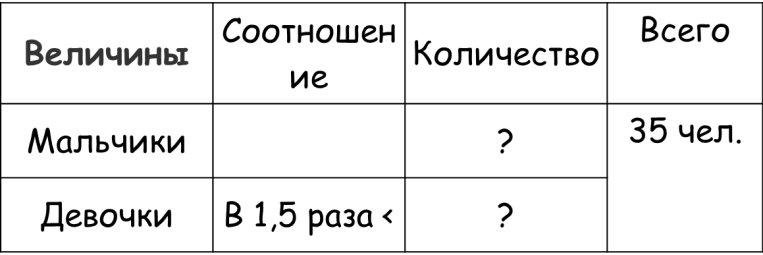 Величины
Соотношен
ие
Количество
Всего
Мальчики
?
35 чел.
Девочки
В 1,5 раза <
?